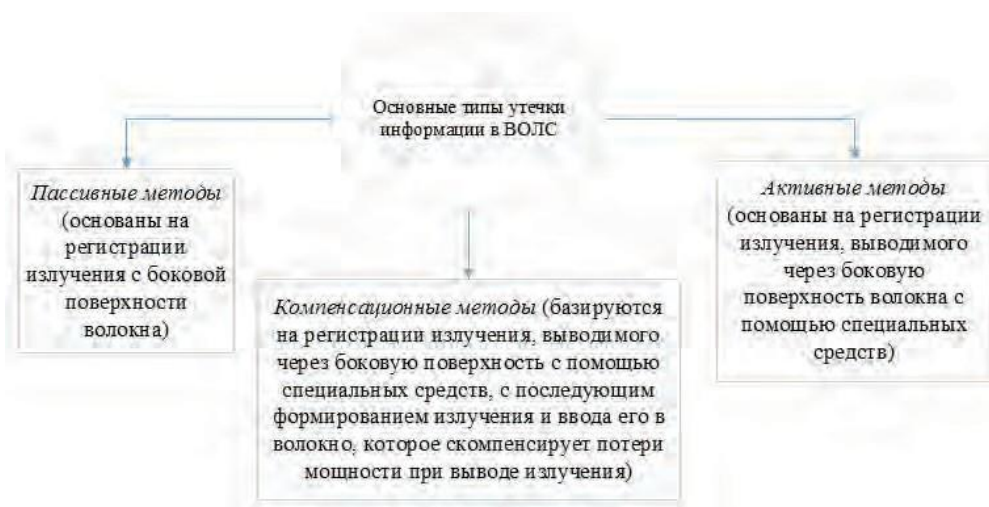 Основные типы утечки
информации в ВОЛС
Пассивные методы
(основаны на
регистрации
излучения с боковой
поверхности
волокна)
Компенсационные методы (базируются
на регистрации излучения, выводимого
через боковую поверхность с помощью
специальных средств, с последующим
формированием излучения и ввода его в
волокно, которое скомпенсирует потери
мощности при выводе излучения)
Активные методы
(основаны на регистрации
излучения, выводимого
через боковую
поверхность волокна с
помощью специальных
средств)